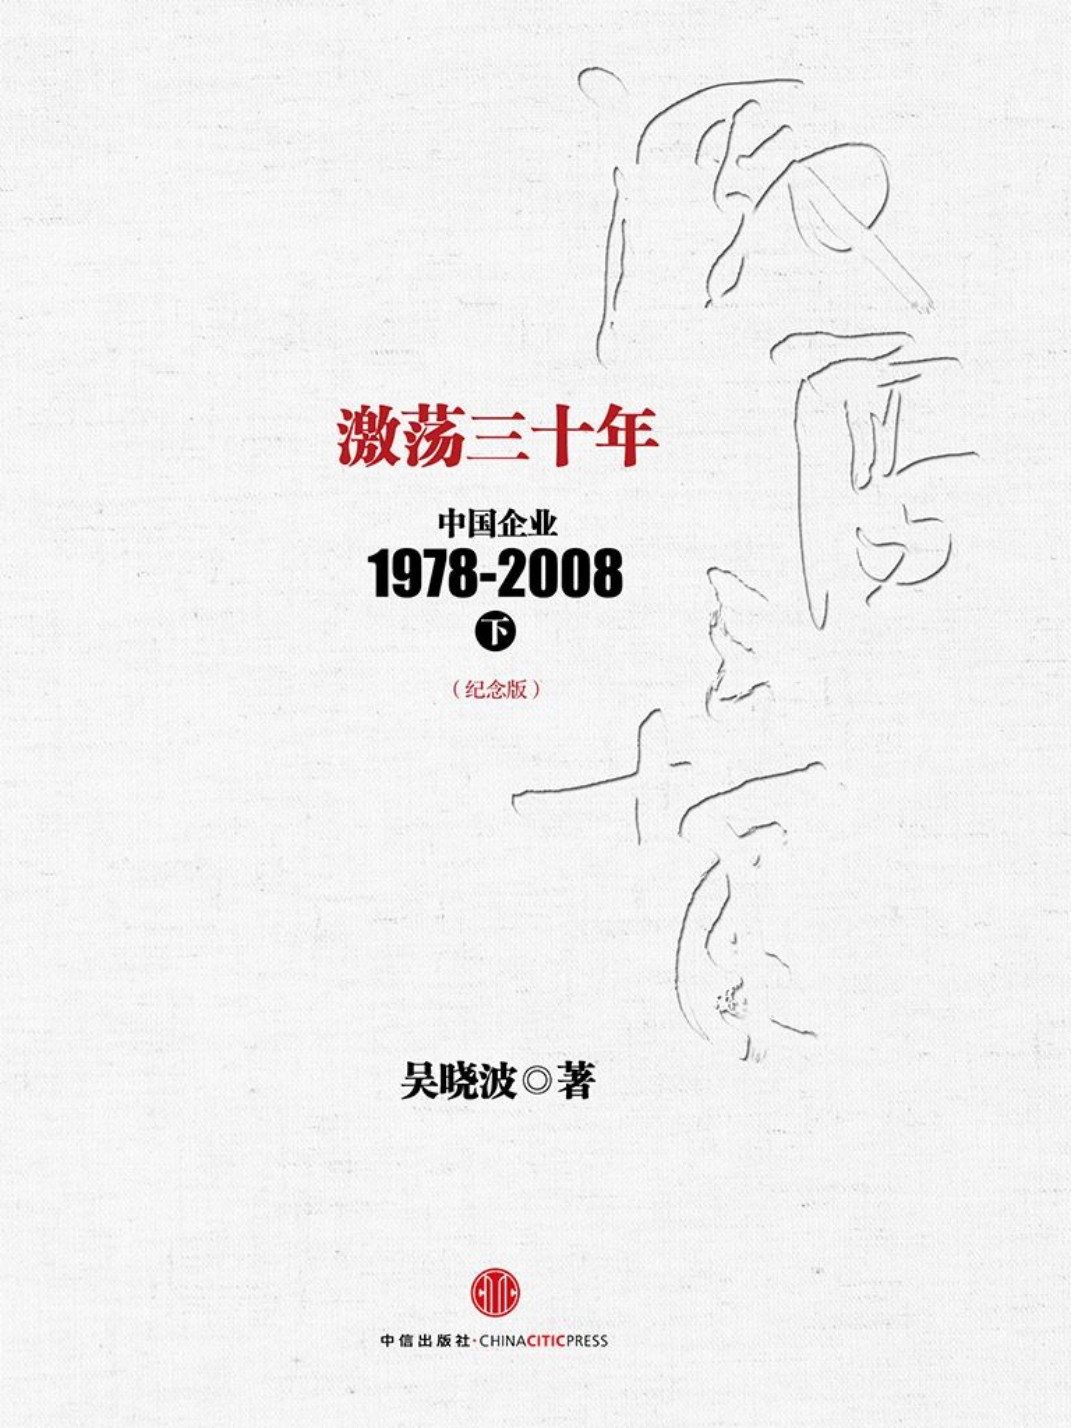 激荡三十年
中国企业
1978-2008
下
（纪念版）
吴晓波◎著
中信出版社·CHINACITICPRESS